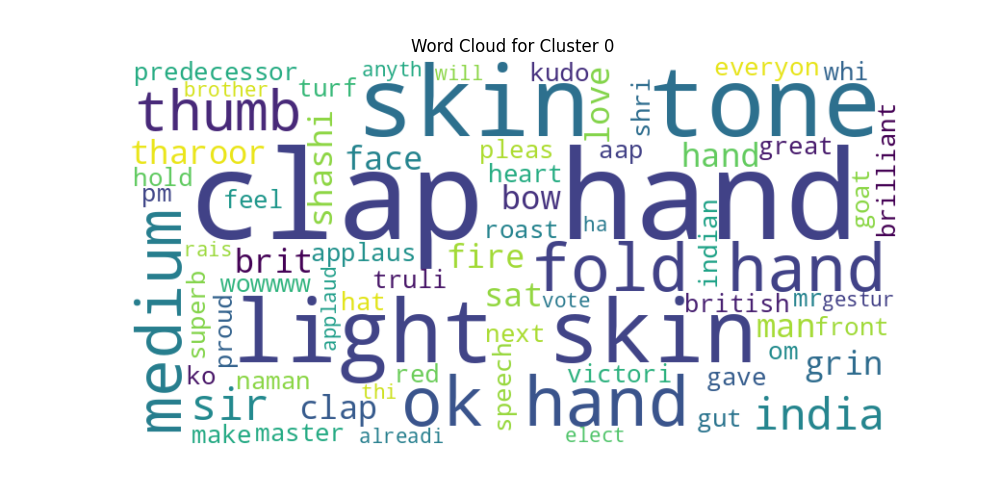 Word Cloud for Cluster 0
predecessor
anyth
will
kudo
everyon
whi
brother
turf
skin
tone
love
shri
thumb
tharoor
shashi
face
pleas
aap
hand
great
brilliant
hold
pm
feel
clap hand
heart
bow
goat
roast
ha
indian
medium
rais
brit
applaus
truli
fire
fold hand
superb
wowwww
hat
sat
vote
british
mr
gestur
proud
light skin
applaud
next
man
front
om
grin
ko
naman
red
thi
speech
victori
gave
sir
clap
ok hand
gut
india
make
master
alreadi
elect